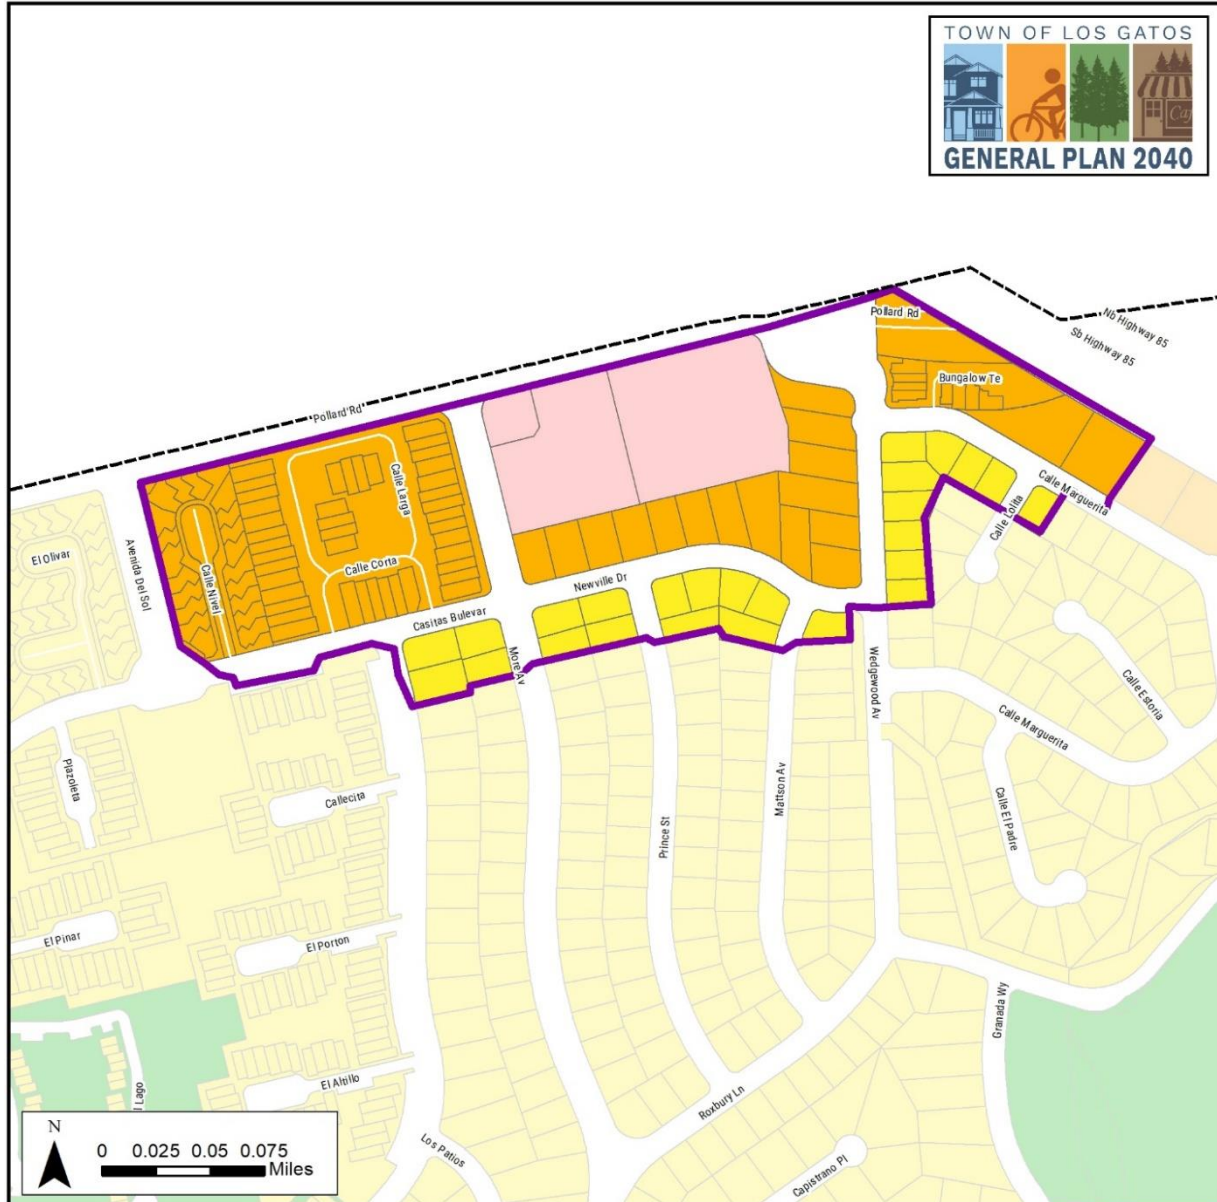 TOWN OF LOS GATOS
Caf
GENERAL PLAN 2040
Nb Highway 85
Sb Highway 85
Pollard Rd
Bungalow Te
Pollard Rd
Calle Larga
Calle Marguerita
Calle Lolita
El Olivar
Avenida Del Sol
Calle Nivel
Calle Corta
Newville Dr
Casitas Bulevar
More Av
Wedgewood Av
Calle Estoria
Calle Marguerita
Plazoleta
Callecita
Mattson Av
Prince St
Calle El Padre
El Pinar
El Porton
Granada Wy
El Altillo
l Lago
Roxbury Ln
Los Patios
Capistrano Pl
N
0 0.025 0.05 0.075
Miles